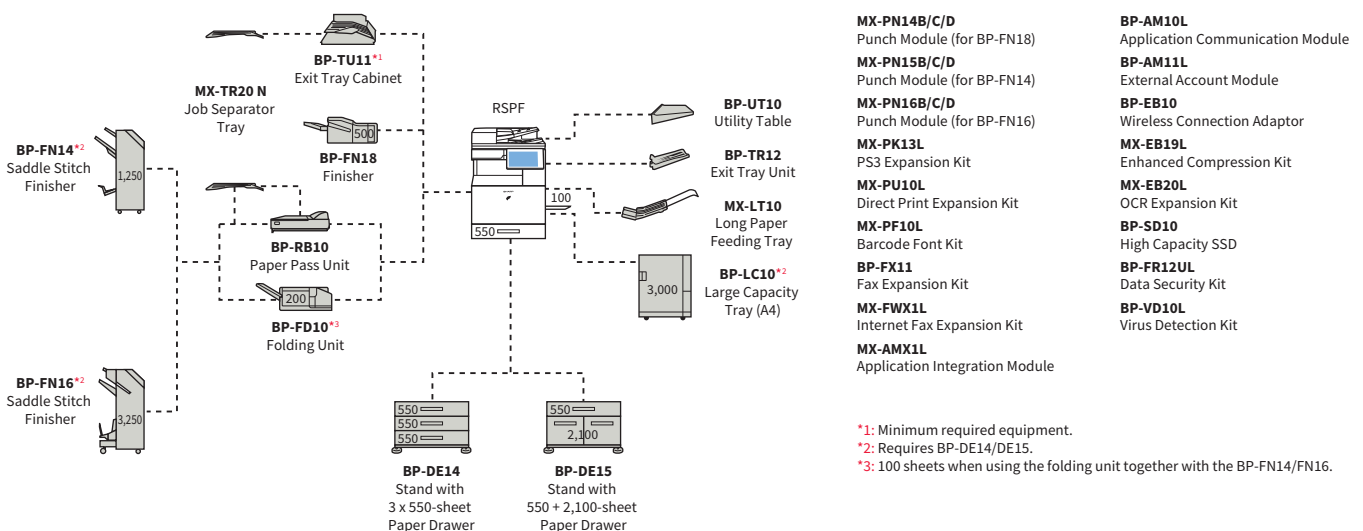 BP-TU11*1
Exit Tray Cabinet
MX-TR20 N
Job Separator
Tray
500
BP-FN18
Finisher
BP-FN14*2
Saddle Stitch
Finisher
1,250
BP-RB10
Paper Pass Unit
200
BP-FD10*3
Folding Unit
BP-FN16*2
Saddle Stitch
Finisher
3,250
RSPF
100
550
BP-UT10
Utility Table
BP-TR12
Exit Tray Unit
MX-LT10
Long Paper
Feeding Tray
3,000
BP-LC10*2
Large Capacity
Tray (A4)
550
550
550
BP-DE14
Stand with
3 x 550-sheet
Paper Drawer
550
2,100
BP-DE15
Stand with
550 + 2,100-sheet
Paper Drawer
MX-PN14B/C/D
Punch Module (for BP-FN18)
MX-PN15B/C/D
Punch Module (for BP-FN14)
MX-PN16B/C/D
Punch Module (for BP-FN16)
MX-PK13L
PS3 Expansion Kit
MX-PU10L
Direct Print Expansion Kit
MX-PF10L
Barcode Font Kit
BP-FX11
Fax Expansion Kit
MX-FWX1L
Internet Fax Expansion Kit
MX-AMX1L
Application Integration Module
BP-AM10L
Application Communication Module
BP-AM11L
External Account Module
BP-EB10
Wireless Connection Adaptor
MX-EB19L
Enhanced Compression Kit
MX-EB20L
OCR Expansion Kit
BP-SD10
High Capacity SSD
BP-FR12UL
Data Security Kit
BP-VD10L
Virus Detection Kit
*1: Minimum required equipment.
*2: Requires BP-DE14/DE15.
*3: 100 sheets when using the folding unit together with the BP-FN14/FN16.